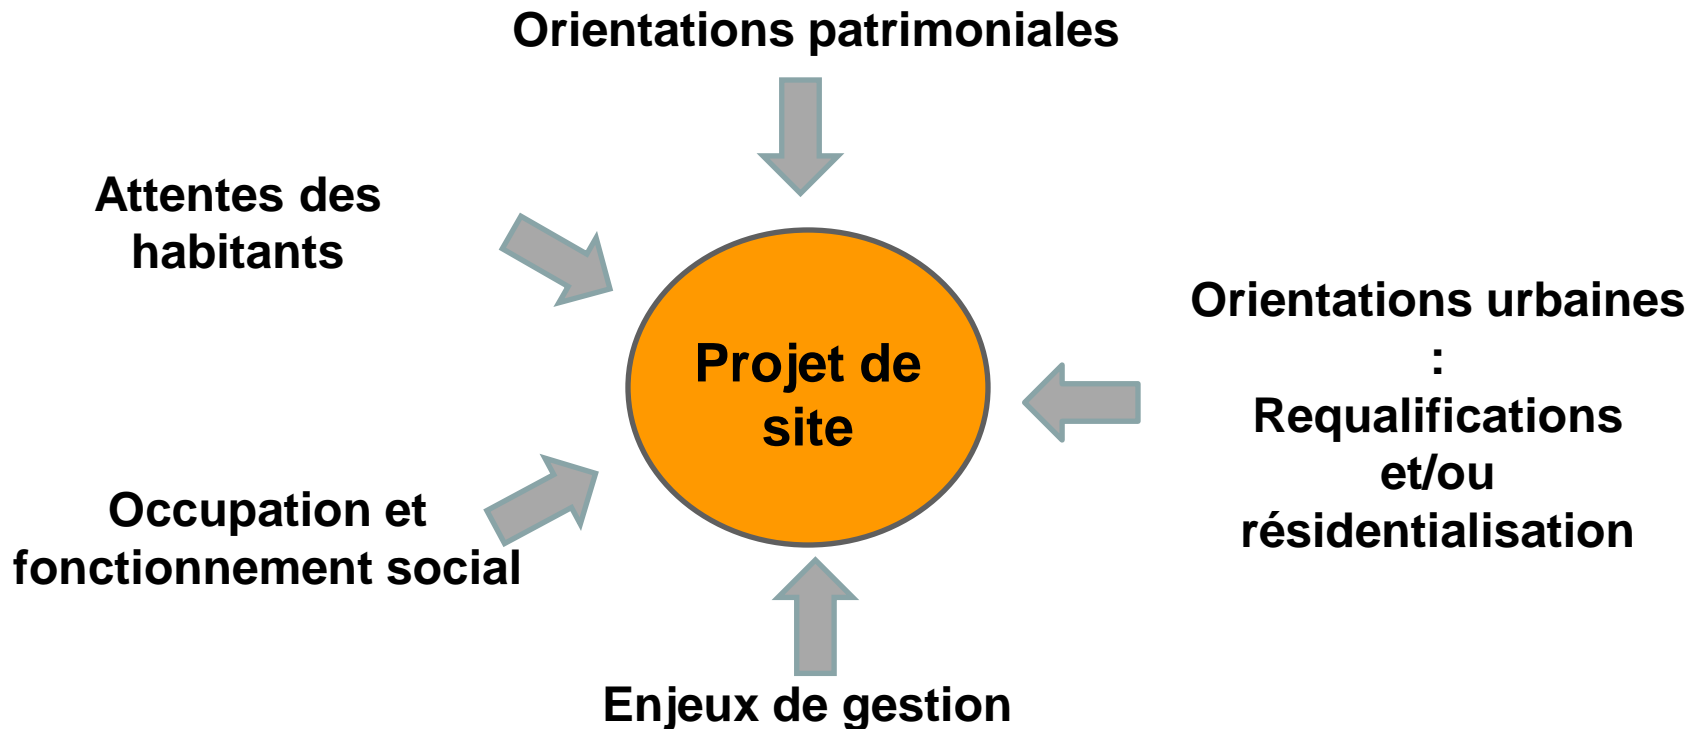 Orientations patrimoniales
Attentes des
habitants
Orientations urbaines
:
Requalifications
et/ou
résidentialisation
Projet de
site
Occupation et
fonctionnement social
Enjeux de gestion